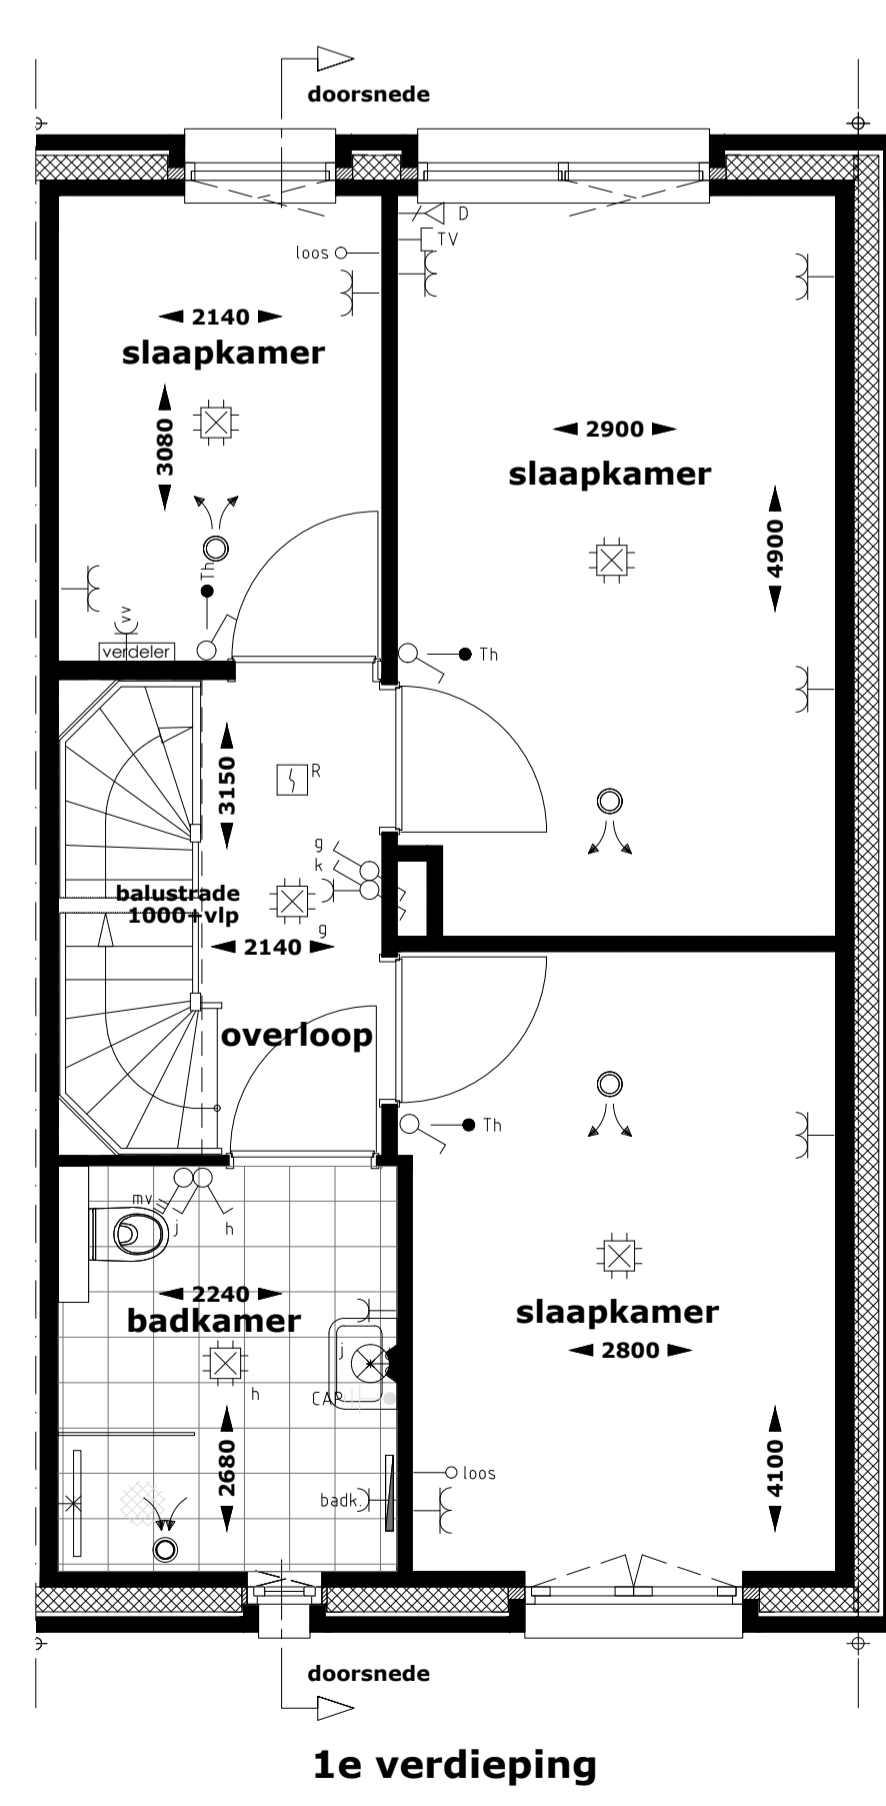 doorsnede
D
TV
loos
2140
slaapkamer
3080
2900
slaapkamer
4900
Th
vv
verdeler
Th
3150
R
g
k
balustrade
1000+vlp
g
2140
overloop
Th
mv
j
h
2240
badkamer
j
h
CAP
2680
badk.
slaapkamer
2800
4100
loos
doorsnede
1e verdieping